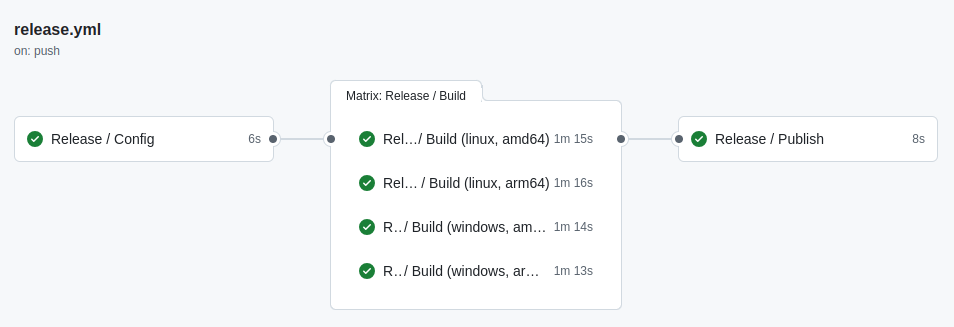 release.yml
on: push
Matrix: Release / Build
Release / Config 6s
Rel…/ Build (linux, amd64) 1m 15s
Rel… / Build (linux, arm64) 1m 16s
R../ Build (windows, am… 1m 14s
R../ Build (windows, ar… 1m 13s
Release / Publish 8s